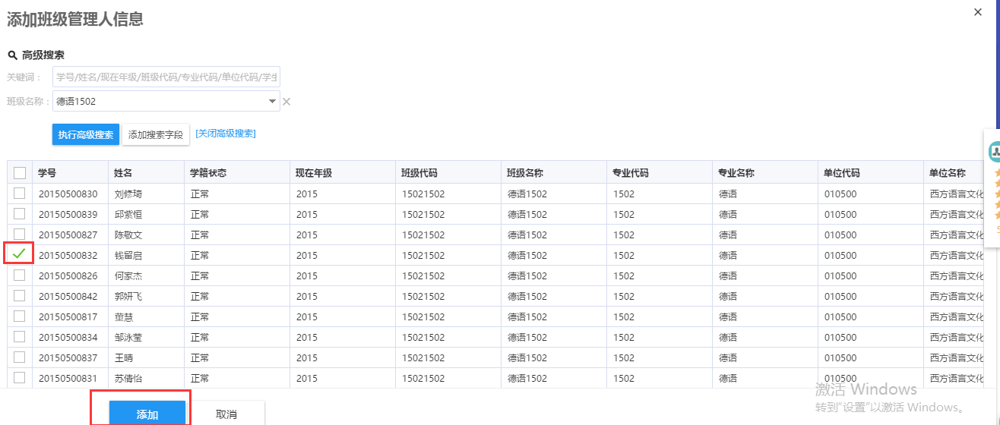 添加班级管理人信息
高级搜索
关键词： 学号/姓名/现在年级/班级代码/专业代码/单位代码/学生
班级名称： 德语1502
执行高级搜索 添加搜索字段 [关闭高级搜索]
学号 姓名 学籍状态 现在年级 班级代码 班级名称 专业代码 专业名称 单位代码 单位名称
20150500830 刘修琦 正常 2015 15021502 德语1502 1502 德语 010500 西方语言文化
20150500839 邱紫恒 正常 2015 15021502 德语1502 1502 德语 010500 西方语言文化
20150500827 陈敬文 正常 2015 15021502 德语1502 1502 德语 010500 西方语言文化
20150500832 钱留启 正常 2015 15021502 德语1502 1502 德语 010500 西方语言文化
20150500826 何家杰 正常 2015 15021502 德语1502 1502 德语 010500 西方语言文化
20150500842 郭妍飞 正常 2015 15021502 德语1502 1502 德语 010500 西方语言文化
20150500817 董慧 正常 2015 15021502 德语1502 1502 德语 010500 西方语言文化
20150500834 邹泳莹 正常 2015 15021502 德语1502 1502 德语 010500 西方语言文化
20150500837 王晴 正常 2015 15021502 德语1502 1502 德语 010500 西方语言文化
20150500831 苏倩怡 正常 2015 15021502 德语1502 1502 德语 010500 西方语言文化
添加 取消
激活 Windows
转到"设置"以激活 Windows。